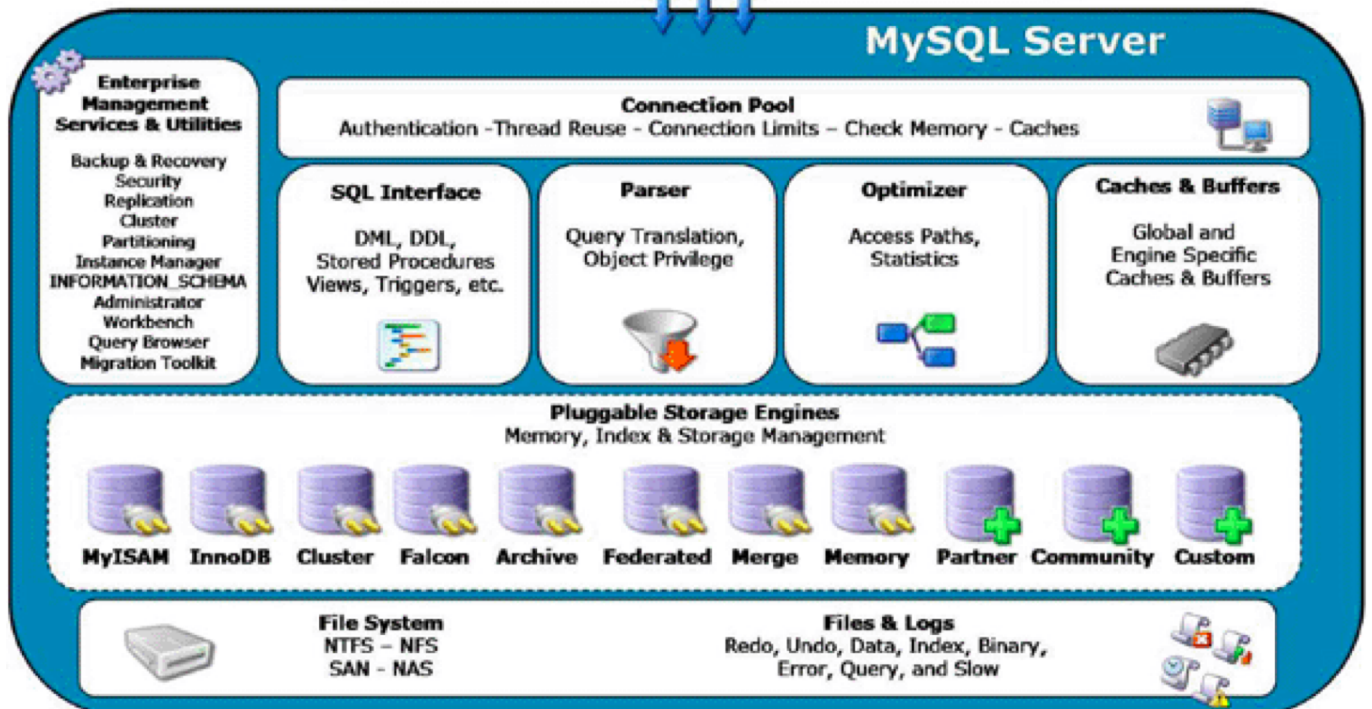 MySQL Server
Enterprise
Management
Services & Utilities
Backup & Recovery
Security
Replication
Cluster
Partitioning
Instance Manager
INFORMATION_SCHEMA
Administrator
Workbench
Query Browser
Migration Toolkit
Connection Pool
Authentication -Thread Reuse - Connection Limits – Check Memory - Caches
SQL Interface
DML, DDL,
Stored Procedures
Views, Triggers, etc.
Parser
Query Translation,
Object Privilege
Optimizer
Access Paths,
Statistics
Caches & Buffers
Global and
Engine Specific
Caches & Buffers
Pluggable Storage Engines
Memory, Index & Storage Management
MyISAM InnoDB Cluster Falcon Archive Federated Merge Memory Partner Community Custom
File System
NTFS – NFS
SAN - NAS
Files & Logs
Redo, Undo, Data, Index, Binary,
Error, Query, and Slow